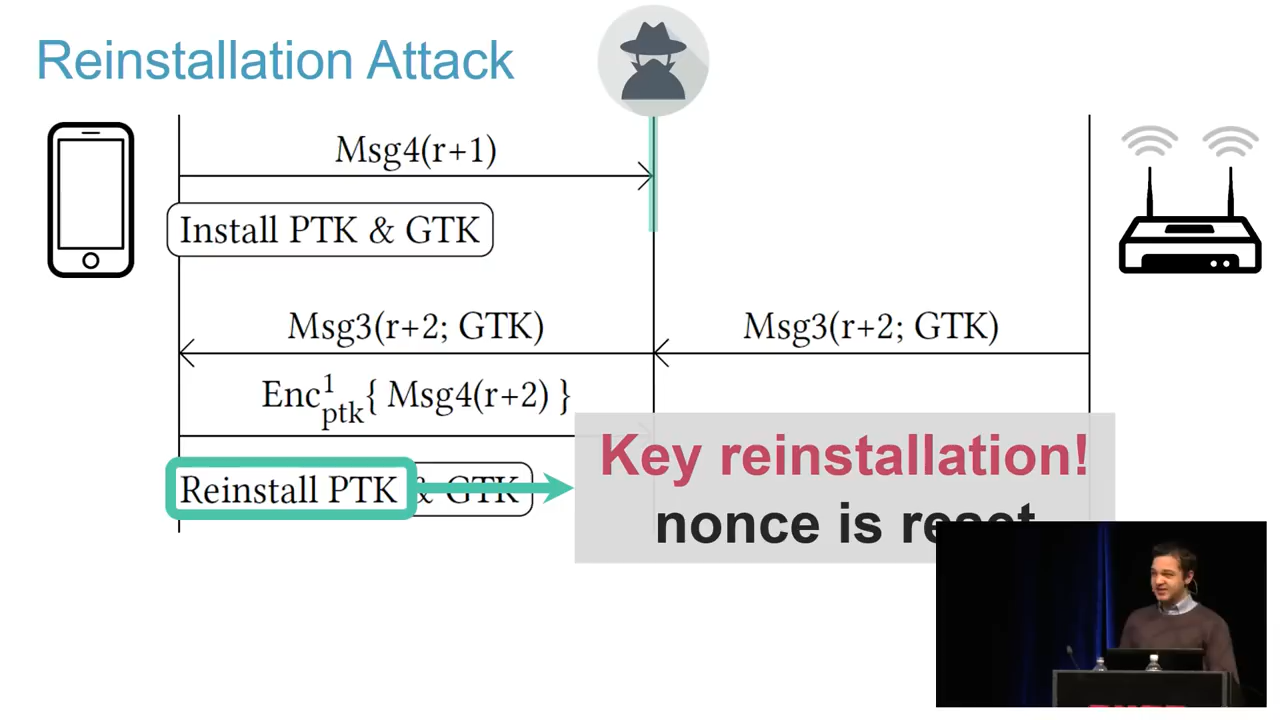 Reinstallation Attack
Msg4(r+1)
Install PTK & GTK
Msg3(r+2; GTK)
Msg3(r+2; GTK)
Enc¹ptk{ Msg4(r+2) }
Reinstall PTK & GTK
Key reinstallation!
nonce is reset